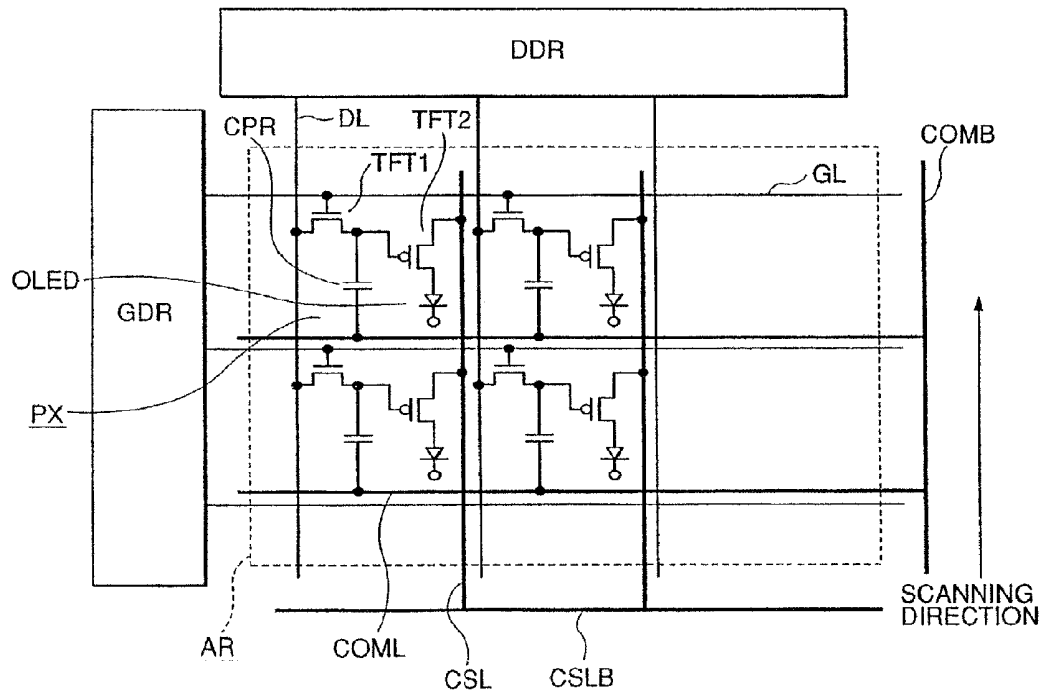 DDR
CPR
DL
TFT2
TFT1
COMB
GL
OLED
GDR
PX
SCANNING
DIRECTION
AR
COML
CSL
CSLB